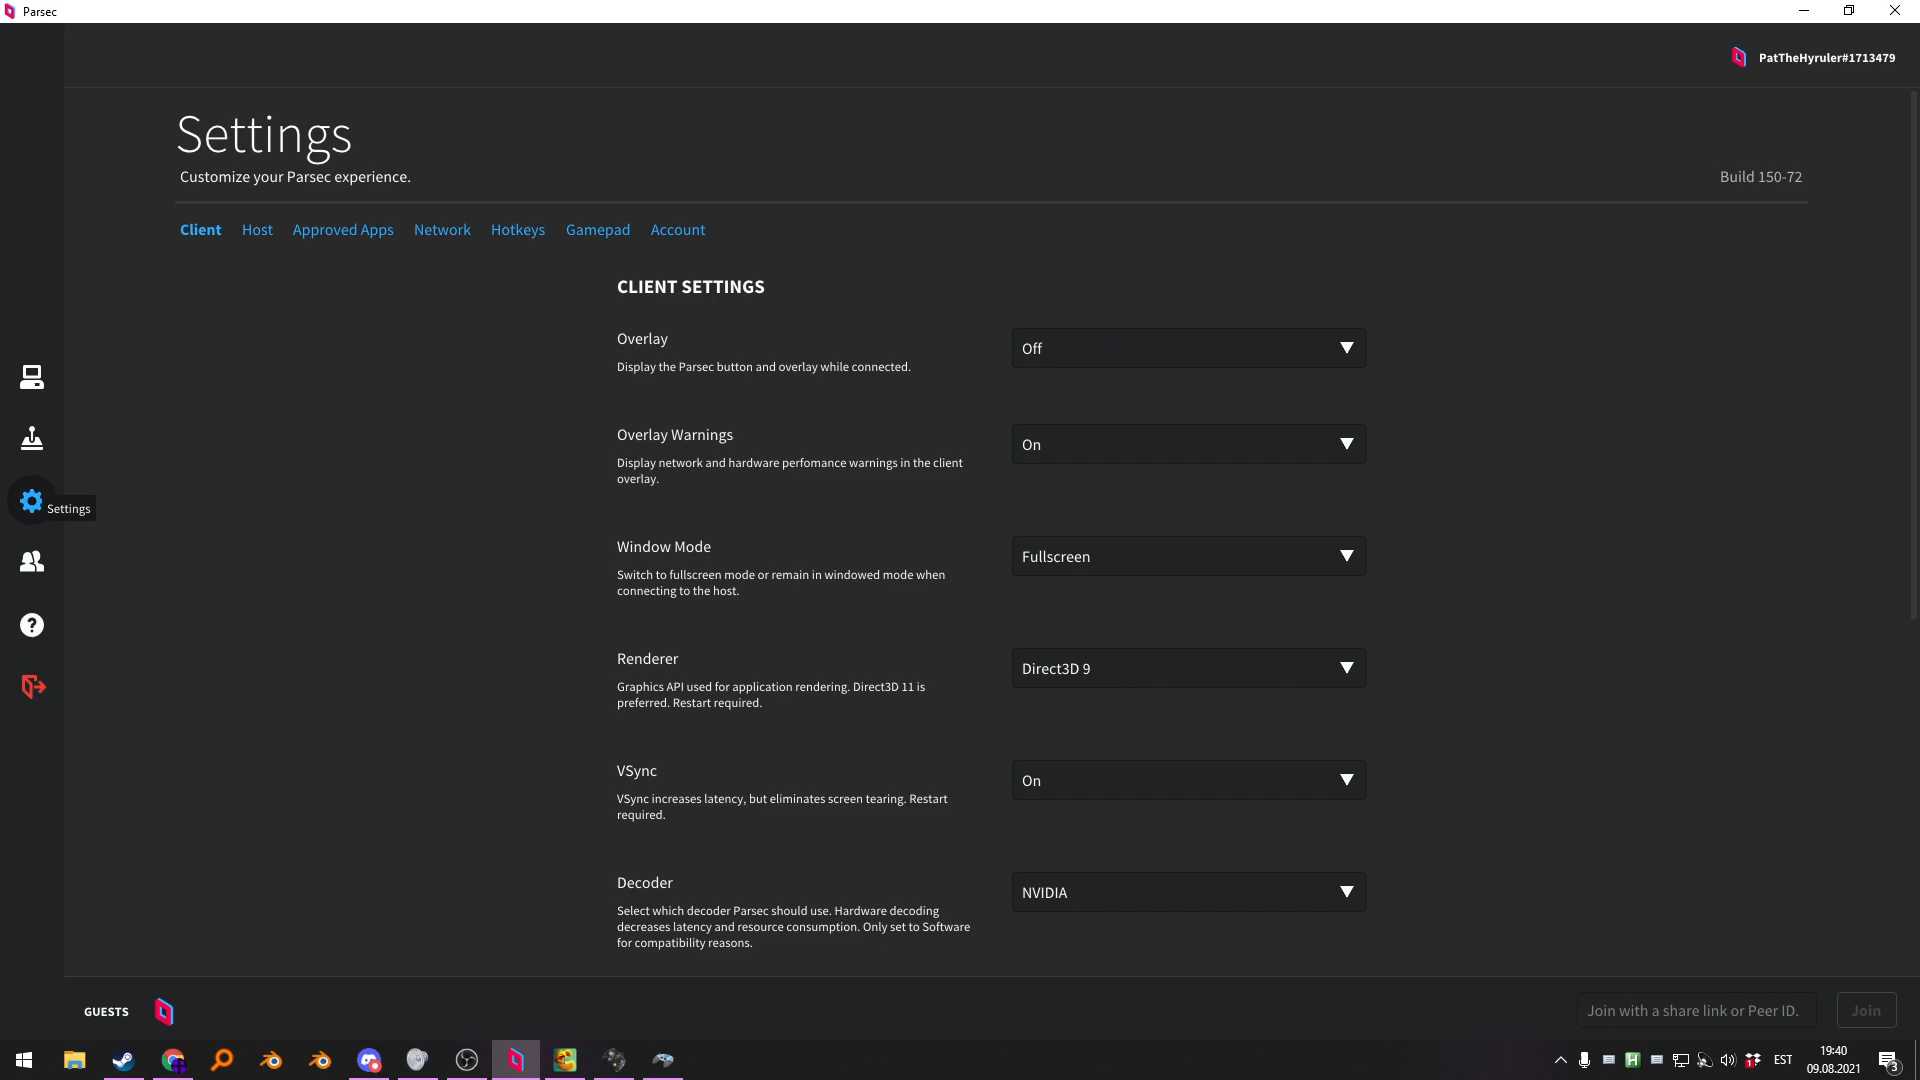 Parsec
PatTheHyruler#1713479
Settings
Customize your Parsec experience.
Build 150-72
Client Host Approved Apps Network Hotkeys Gamepad Account
CLIENT SETTINGS
Overlay
Off
Display the Parsec button and overlay while connected.
Overlay Warnings
On
Display network and hardware perfomance warnings in the client
overlay.
Settings
Window Mode
Fullscreen
Switch to fullscreen mode or remain in windowed mode when
connecting to the host.
Renderer
Direct3D 9
Graphics API used for application rendering. Direct3D 11 is
preferred. Restart required.
VSync
On
VSync increases latency, but eliminates screen tearing. Restart
required.
Decoder
NVIDIA
Select which decoder Parsec should use. Hardware decoding
decreases latency and resource consumption. Only set to Software
for compatibility reasons.
GUESTS
Join with a share link or Peer ID.
Join
EST
19:40
09.08.2021
3